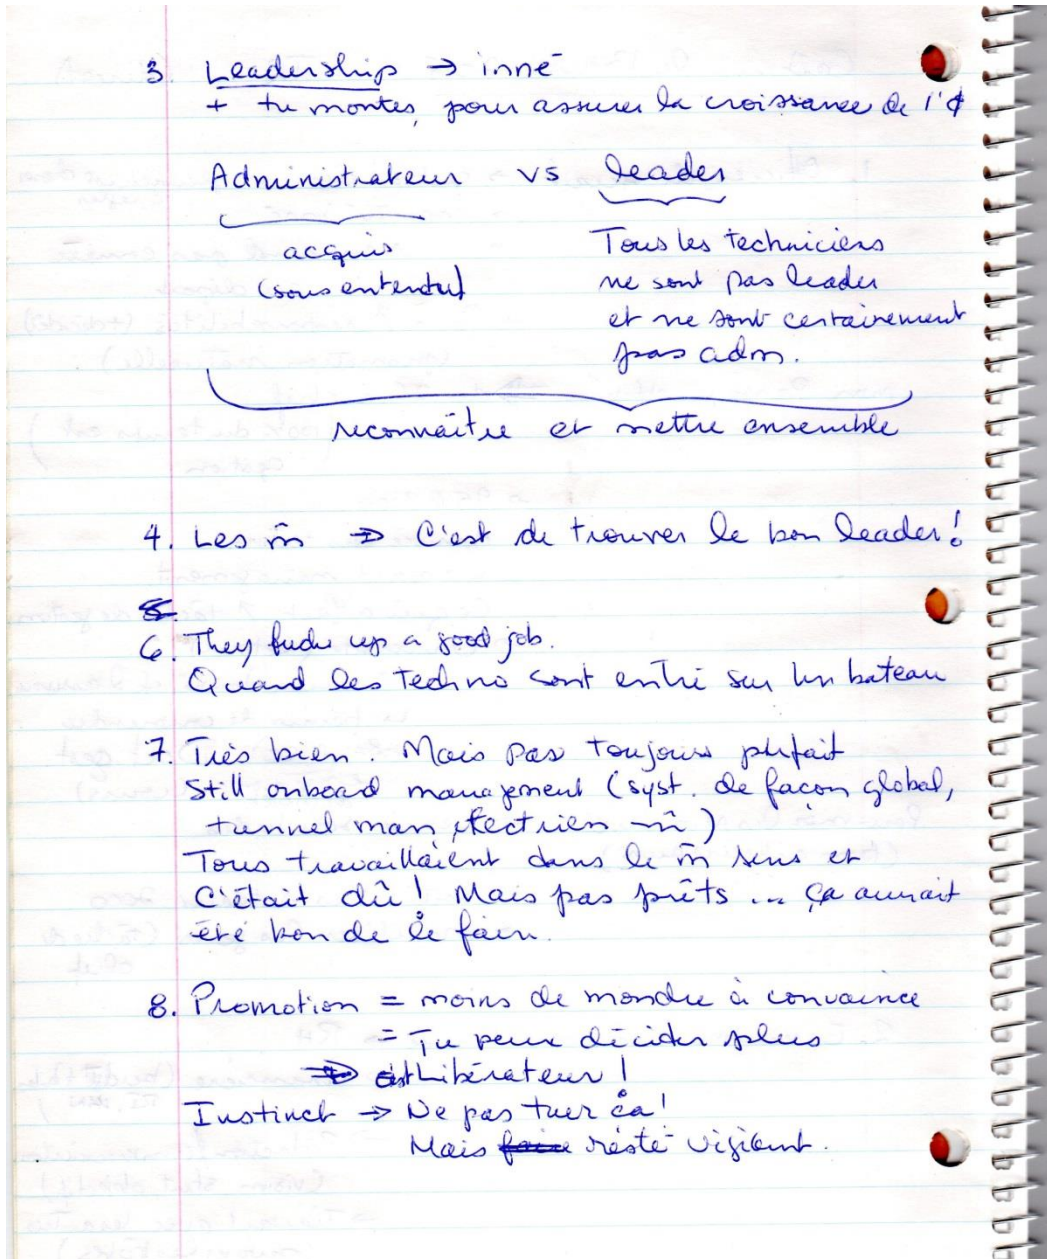 3. Leadership → inné
+ tu montes, pour assurer la croissance de l'¢
Administrateur vs leader
acquis
(sous entendu)
Tous les techniciens
ne sont pas leader
et ne sont certainement
pas adm.
reconnaître et mettre ensemble
4. Les m̂ → C'est de trouver le bon leader!
6. They up a good job.
Quand les techno sont entré sur un bateau
7. Très bien. Mais pas toujours parfait
Still onboard management (syst. de façon global,
tunnel man, )
Tous travaillaient dans le m̂ sens et
C'était dû! Mais pas prêts ... ça aurait
été bon de le faire.
8. Promotion = moins de monde à convaincre
= Tu peux décider plus
→ est Libérateur!
Instinct → Ne pas tuer ça!
Mais resté vigilant.